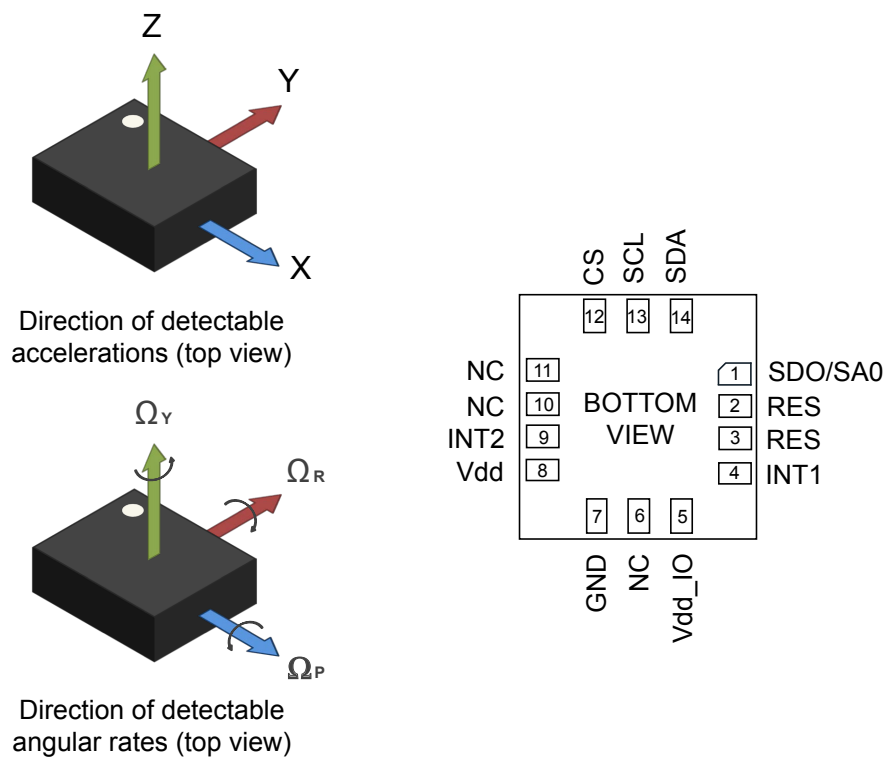 Z
Y
X
Direction of detectable
accelerations (top view)
ΩY
ΩR
ΩP
Direction of detectable
angular rates (top view)
CS
SCL
SDA
12
13
14
NC
11
1
SDO/SA0
NC
10
BOTTOM
2
RES
INT2
9
VIEW
3
RES
Vdd
8
4
INT1
7
6
5
GND
NC
Vdd_IO